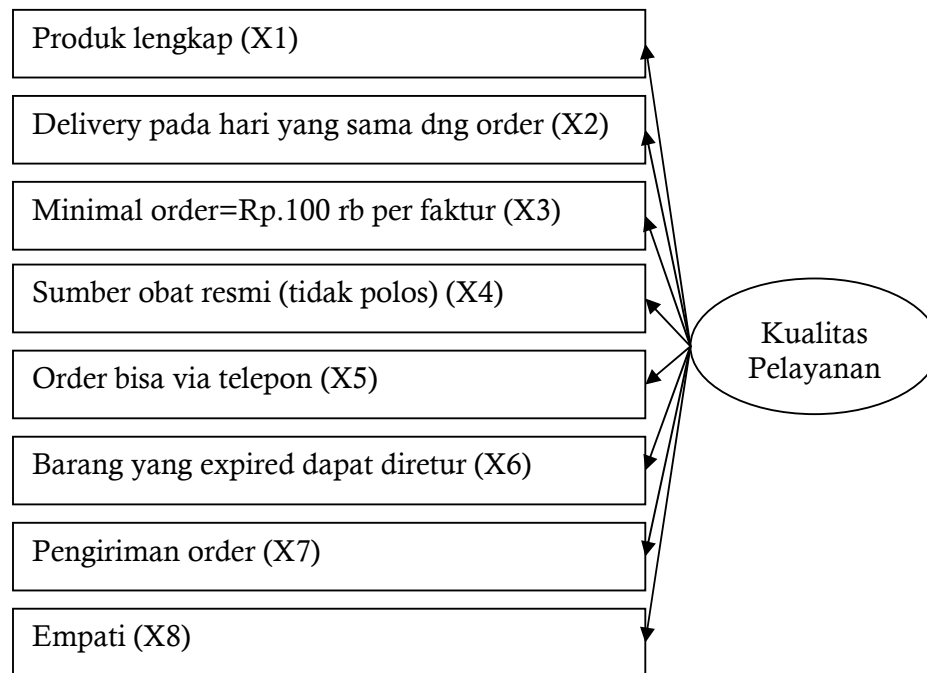 Produk lengkap (X1)
Delivery pada hari yang sama dng order (X2)
Minimal order=Rp.100 rb per faktur (X3)
Sumber obat resmi (tidak polos) (X4)
Order bisa via telepon (X5)
Barang yang expired dapat diretur (X6)
Pengiriman order (X7)
Empati (X8)
Kualitas
Pelayanan